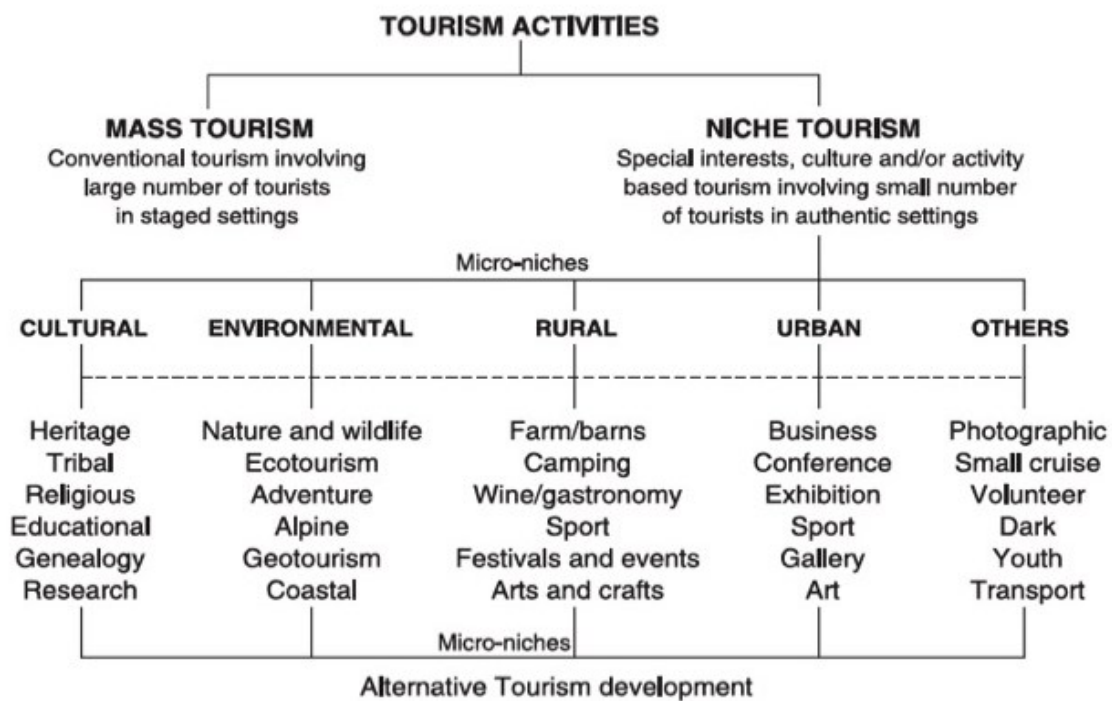 TOURISM ACTIVITIES
MASS TOURISM
Conventional tourism involving
large number of tourists
in staged settings
NICHE TOURISM
Special interests, culture and/or activity
based tourism involving small number
of tourists in authentic settings
Micro-niches
CULTURAL
ENVIRONMENTAL
RURAL
URBAN
OTHERS
Heritage
Tribal
Religious
Educational
Genealogy
Research
Nature and wildlife
Ecotourism
Adventure
Alpine
Geotourism
Coastal
Farm/barns
Camping
Wine/gastronomy
Sport
Festivals and events
Arts and crafts
Business
Conference
Exhibition
Sport
Gallery
Art
Photographic
Small cruise
Volunteer
Dark
Youth
Transport
Micro-niches
Alternative Tourism development